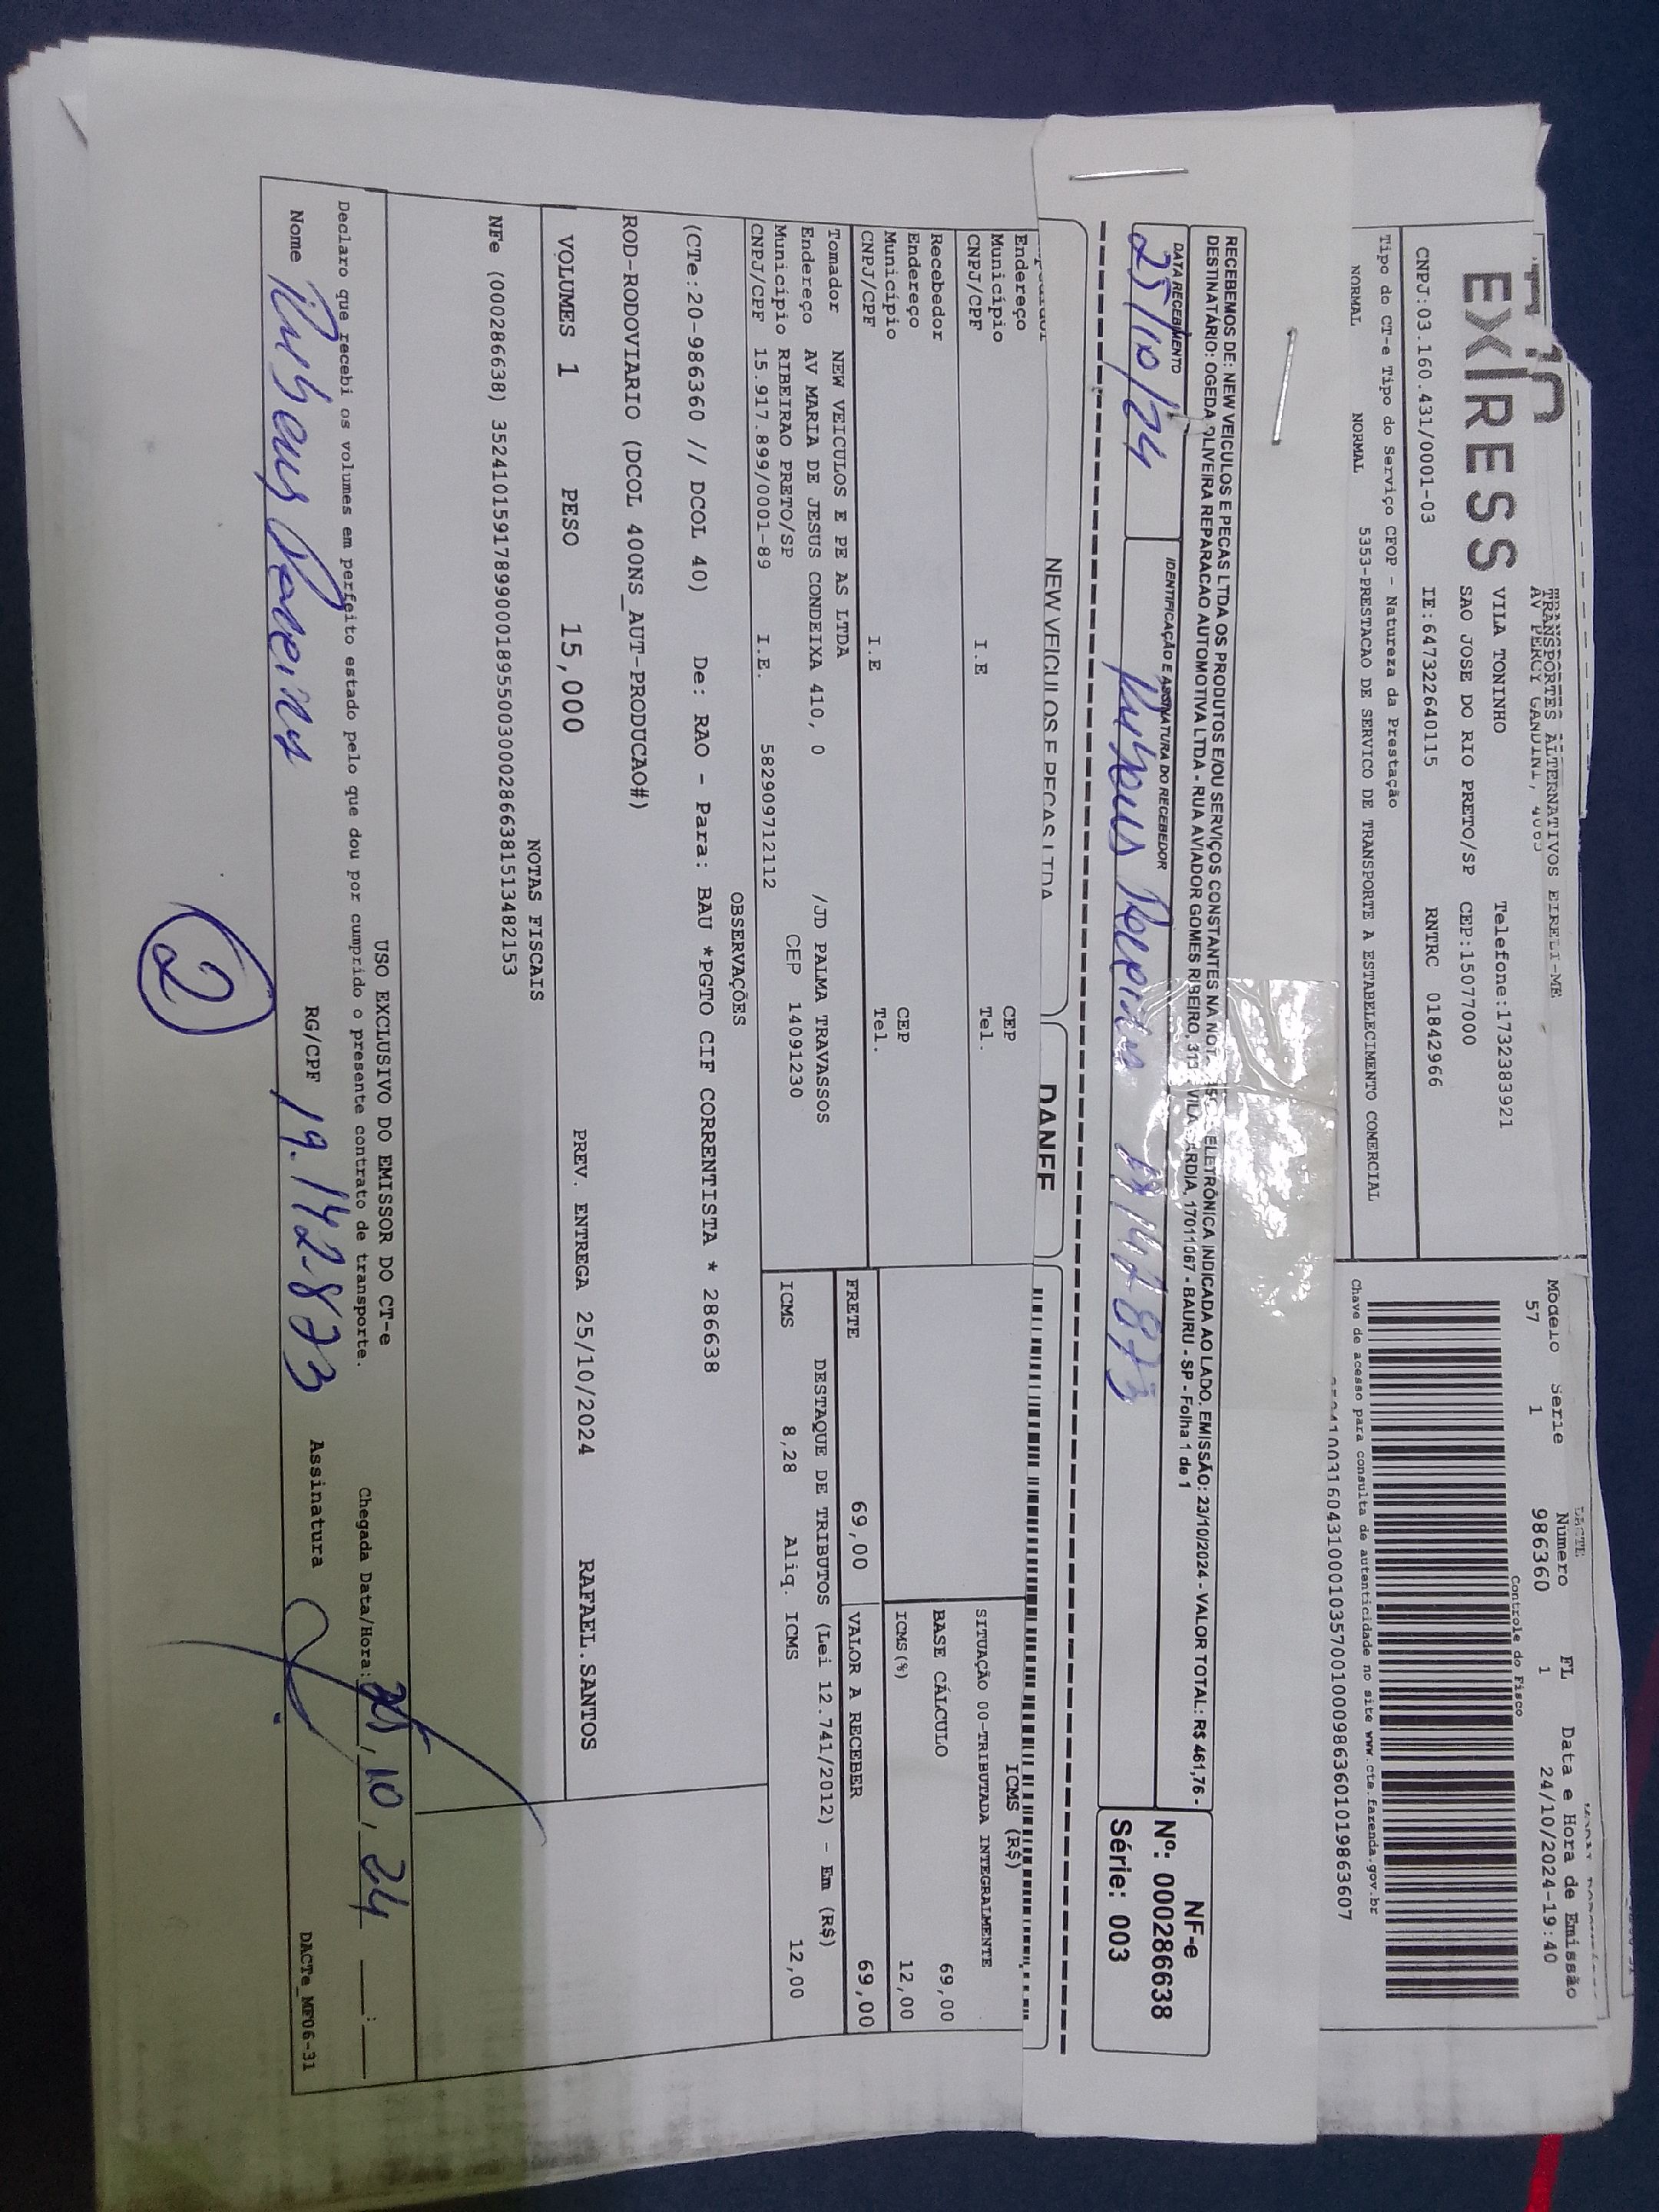 EXPRESS
TRANSPORTES ALTERNATIVOS EIRELI-ME
AV PERCY GANDINI, 4085
VILA TONINHO Telefone:1732383921
SAO JOSE DO RIO PRETO/SP CEP:15077000
CNPJ:03.160.431/0001-03 IE:647322640115 RNTRC 01842966
Tipo do CT-e Tipo do Serviço CFOP - Natureza da Prestação
NORMAL NORMAL 5353-PRESTACAO DE SERVICO DE TRANSPORTE A ESTABELECIMENTO COMERCIAL
DACTE
Modelo Serie Numero FL Data e Hora de Emissão
57 1 986360 1 24/10/2024-19:40
Controle do Fisco
Chave de acesso para consulta de autenticidade no site www.cte.fazenda.gov.br
RECEBEMOS DE: NEW VEICULOS E PECAS LTDA OS PRODUTOS E/OU SERVIÇOS CONSTANTES NA ELETRÔNICA INDICADA AO LADO. EMISSÃO: 23/10/2024 - VALOR TOTAL: R$ 461,76 -
DESTINATÁRIO: OGEDA OLIVEIRA REPARACAO AUTOMOTIVA LTDA - RUA AVIADOR GOMES RIBEIRO, VILA 17011067 - BAURU - SP - Folha 1 de 1
DATA RECEBIMENTO IDENTIFICAÇÃO E ASSINATURA DO RECEBEDOR
25/10/24
NF-e
Nº: 000286638
Série: 003
NEW VEICULOS E PECAS LTDA DANFE
Endereço
Município CEP
CNPJ/CPF I.E Tel.
Recebedor
Endereço
Município CEP
CNPJ/CPF I.E Tel.
ICMS (R$)
SITUAÇÃO 00-TRIBUTADA INTEGRALMENTE
BASE CÁLCULO 69,00
ICMS(%) 12,00
Tomador NEW VEICULOS E PE AS LTDA
Endereço AV MARIA DE JESUS CONDEIXA 410, 0 /JD PALMA TRAVASSOS
Município RIBEIRAO PRETO/SP CEP 14091230
CNPJ/CPF 15.917.899/0001-89 I.E. 582909712112
FRETE 69,00 VALOR A RECEBER 69,00
DESTAQUE DE TRIBUTOS (Lei 12.741/2012) - Em (R$)
ICMS 8,28 Aliq. ICMS 12,00
OBSERVAÇÕES
(CTe:20-986360 // DCOL 40) De: RAO - Para: BAU *PGTO CIF CORRENTISTA * 286638
ROD-RODOVIARIO (DCOL 400NS_AUT-PRODUCAO#)
VOLUMES 1 PESO 15,000 PREV. ENTREGA 25/10/2024 RAFAEL.SANTOS
NOTAS FISCAIS
NFe (000286638) 35241015917899000189550030002866381513482153
USO EXCLUSIVO DO EMISSOR DO CT-e
Declaro que recebi os volumes em perfeito estado pelo que dou por cumprido o presente contrato de transporte.
Chegada Data/Hora: 25/10/24
Nome RG/CPF 19.142.873 Assinatura
DACTe_MF06-31
2